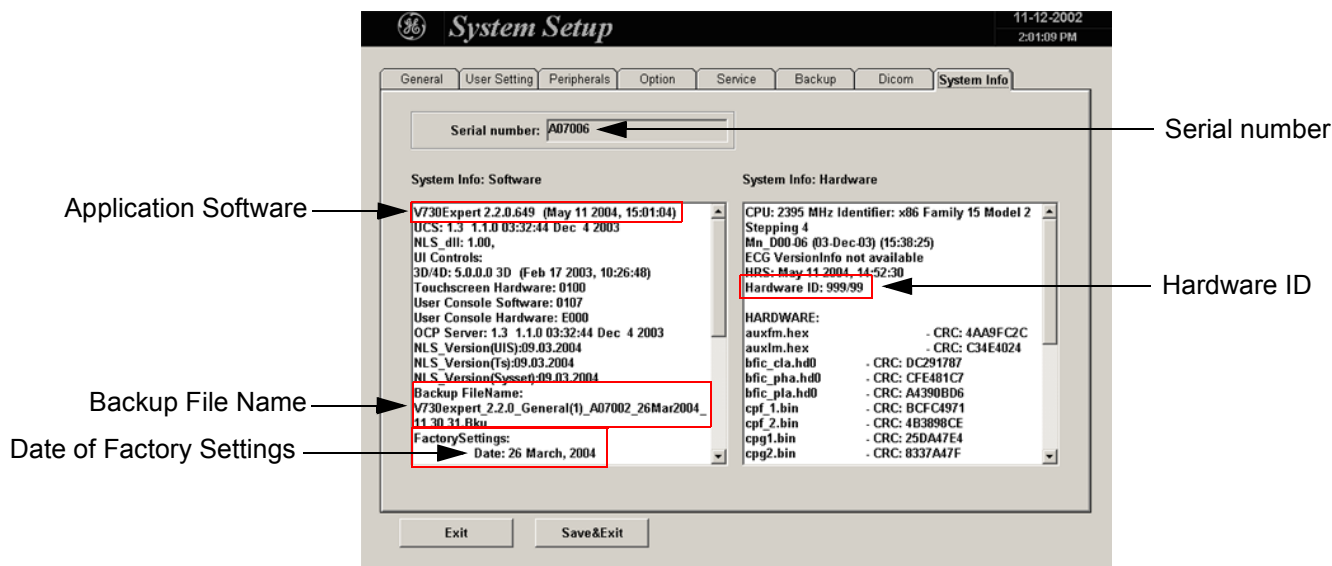 System Setup
11-12-2002
2:01:09 PM
General
User Setting
Peripherals
Option
Service
Backup
Dicom
System Info
Serial number: A07006
Serial number
System Info: Software
Application Software
V730Expert 2.2.0.649 (May 11 2004, 15:01:04)
UCS: 1.3 1.1.0 03:32:44 Dec 4 2003
NLS_dll: 1.00,
UI Controls:
3D/4D: 5.0.0.0 3D (Feb 17 2003, 10:26:48)
Touchscreen Hardware: 0100
User Console Software: 0107
User Console Hardware: E000
OCP Server: 1.3 1.1.0 03:32:44 Dec 4 2003
NLS_Version(UIS):09.03.2004
NLS_Version(Ts):09.03.2004
NLS_Version(Sysset):09.03.2004
Backup File Name
Backup FileName:
V730expert_2.2.0_General(1)_A07002_26Mar2004_
11.30.31.Bku
Date of Factory Settings
FactorySettings:
Date: 26 March, 2004
System Info: Hardware
CPU: 2395 MHz Identifier: x86 Family 15 Model 2
Stepping 4
Mn_D00-06 (03-Dec-03) (15:38:25)
ECG VersionInfo not available
HRS: May 11 2004, 14:52:30
Hardware ID: 999/99
Hardware ID
HARDWARE:
auxfm.hex - CRC: 4AA9FC2C
auxlm.hex - CRC: C34E4024
bfic_cla.hd0 - CRC: DC291787
bfic_pha.hd0 - CRC: CFE481C7
bfic_pla.hd0 - CRC: A4390BD6
cpf_1.bin - CRC: BCFC4971
cpf_2.bin - CRC: 4B3898CE
cpg1.bin - CRC: 25DA47E4
cpg2.bin - CRC: 8337A47F
Exit
Save&Exit